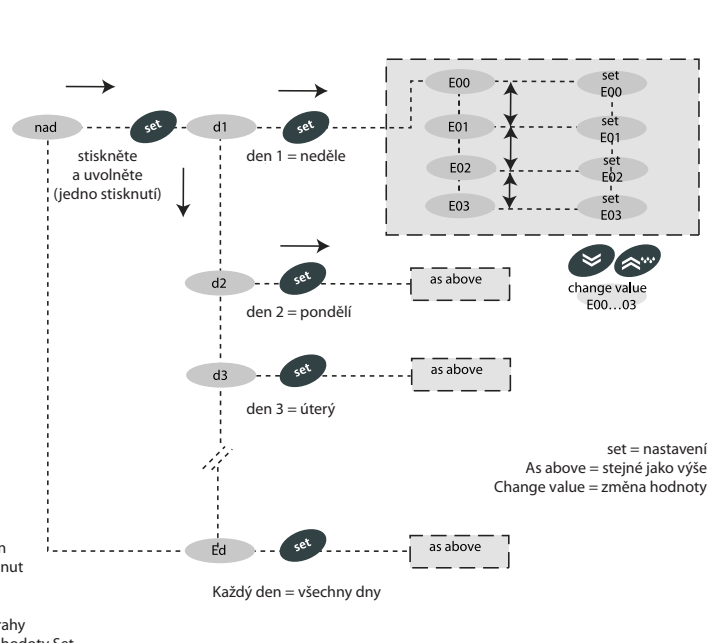 nad
set
d1
set
stiskněte
a uvolněte
(jedno stisknutí)
den 1 = neděle
E00
set
E00
E01
set
E01
E02
set
E02
E03
set
E03
change value
E00...03
d2
set
as above
den 2 = pondělí
d3
set
as above
den 3 = úterý
set = nastavení
As above = stejné jako výše
Change value = změna hodnoty
Ed
set
as above
Každý den = všechny dny